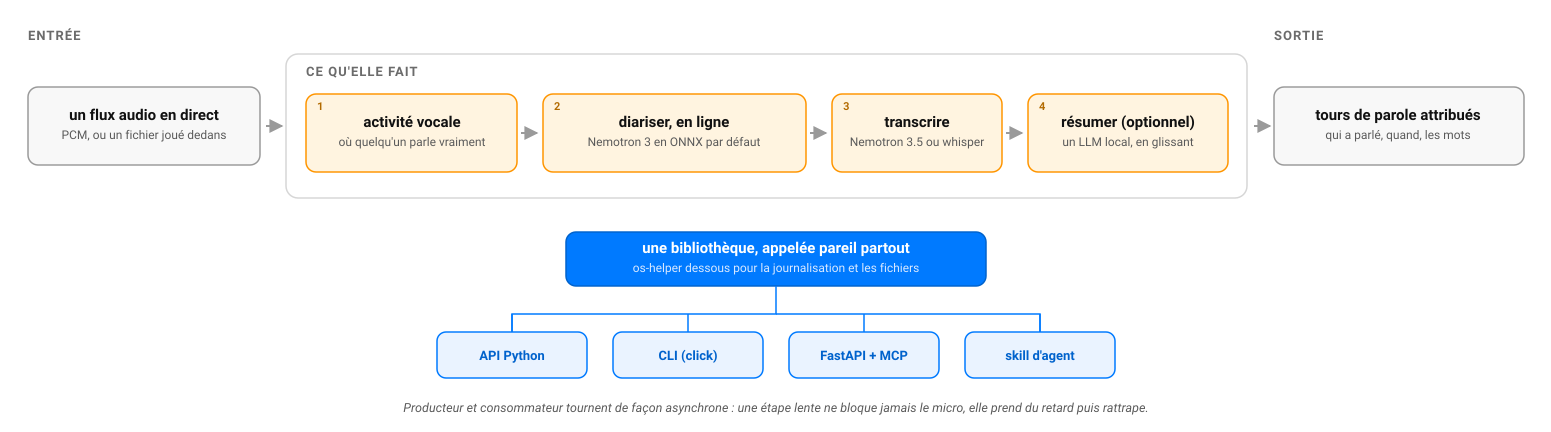 ENTRÉE
SORTIE
CE QU'ELLE FAIT
un flux audio en direct
PCM, ou un fichier joué dedans
1
activité vocale
où quelqu'un parle vraiment
2
diariser, en ligne
Nemotron 3 en ONNX par défaut
3
transcrire
Nemotron 3.5 ou whisper
4
résumer (optionnel)
un LLM local, en glissant
tours de parole attribués
qui a parlé, quand, les mots
une bibliothèque, appelée pareil partout
os-helper dessous pour la journalisation et les fichiers
API Python
CLI (click)
FastAPI + MCP
skill d'agent
Producteur et consommateur tournent de façon asynchrone : une étape lente ne bloque jamais le micro, elle prend du retard puis rattrape.